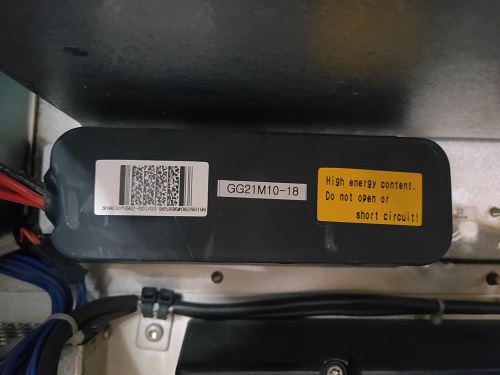 GG21M10-18
High energy content.
Do not open or
short circuit!